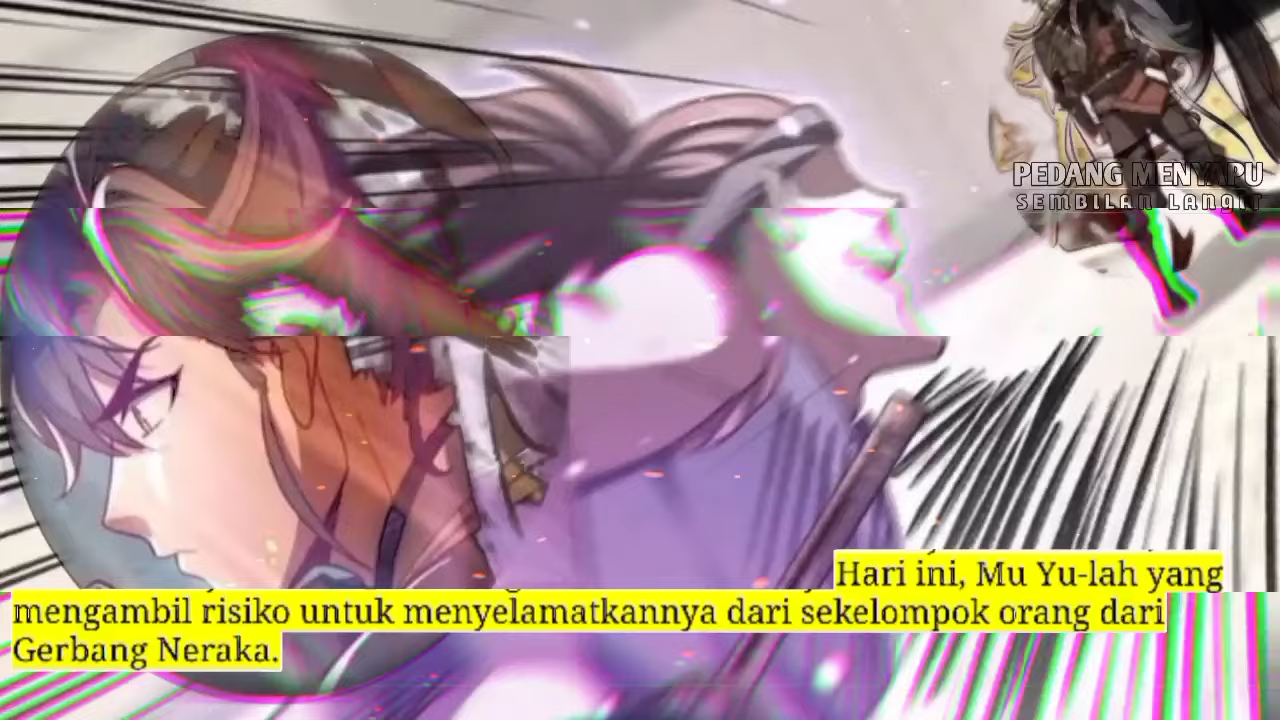 PEDANG MENYAPU
SEMBILAN LANGIT
Hari ini, Mu Yu-lah yang
mengambil risiko untuk menyelamatkannya dari sekelompok orang dari
Gerbang Neraka.